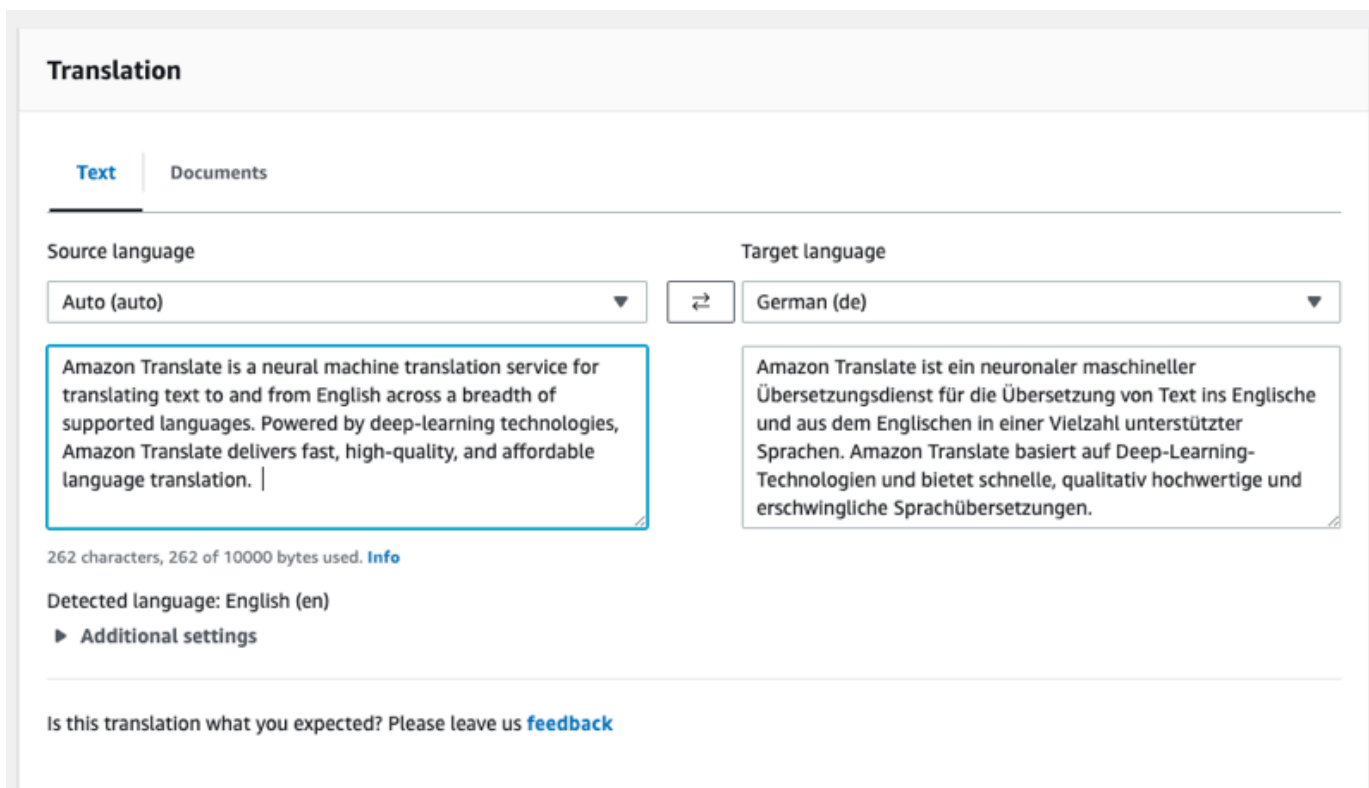 Translation
Text
Documents
Source language
Target language
Auto (auto)
German (de)
Amazon Translate is a neural machine translation service for
translating text to and from English across a breadth of
supported languages. Powered by deep-learning technologies,
Amazon Translate delivers fast, high-quality, and affordable
language translation.
Amazon Translate ist ein neuronaler maschineller
Übersetzungsdienst für die Übersetzung von Text ins Englische
und aus dem Englischen in einer Vielzahl unterstützter
Sprachen. Amazon Translate basiert auf Deep-Learning-
Technologien und bietet schnelle, qualitativ hochwertige und
erschwingliche Sprachübersetzungen.
262 characters, 262 of 10000 bytes used. Info
Detected language: English (en)
Additional settings
Is this translation what you expected? Please leave us feedback